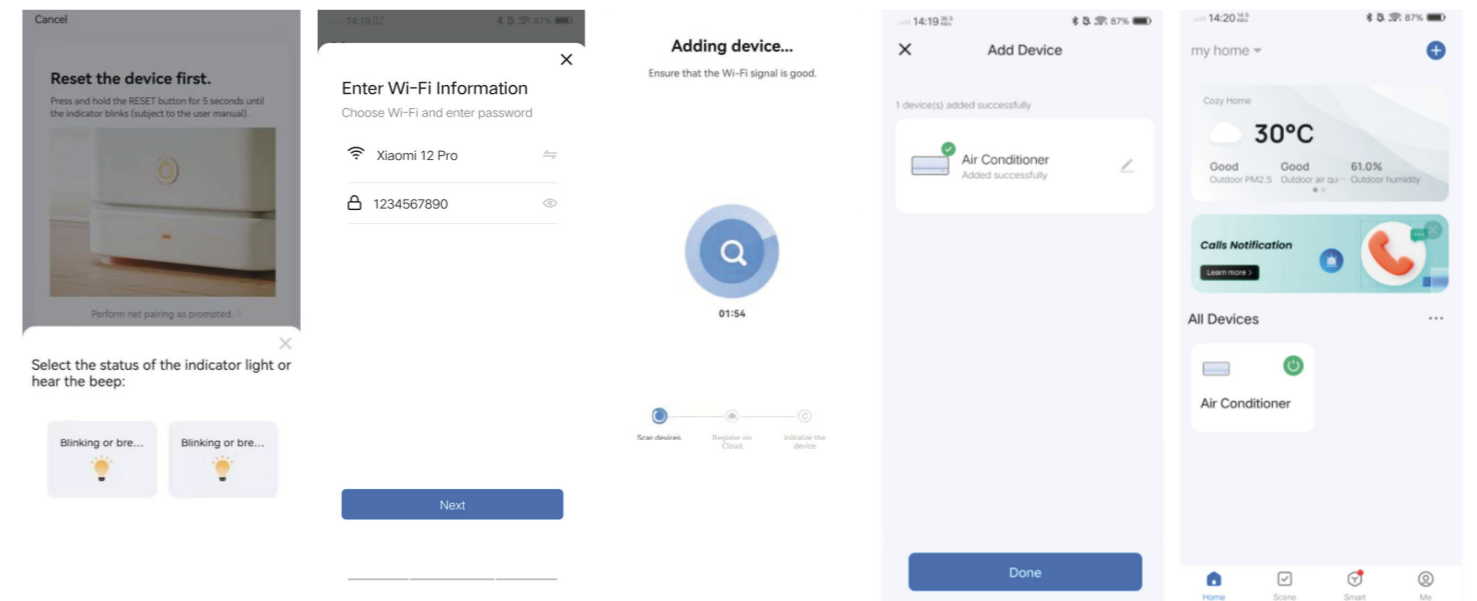 Cancel
Reset the device first.
Press and hold the RESET button for 5 seconds until
the indicator blinks (subject to the user manual).
Perform net pairing as prompted. >
Select the status of the indicator light or
hear the beep:
Blinking or bre...
Blinking or bre...
14:19
87%
Enter Wi-Fi Information
Choose Wi-Fi and enter password
Xiaomi 12 Pro
1234567890
Next
Adding device...
Ensure that the Wi-Fi signal is good.
01:54
Scan devices.
Register on
Cloud.
Initialize the
device.
14:19
87%
Add Device
1 device(s) added successfully
Air Conditioner
Added successfully
Done
14:20
87%
my home
Cozy Home
30°C
Good
Good
61.0%
Outdoor PM2.5
Outdoor air qu...
Outdoor humidity
Calls Notification
Learn more >
All Devices
...
Air Conditioner
Home
Scene
Smart
Me